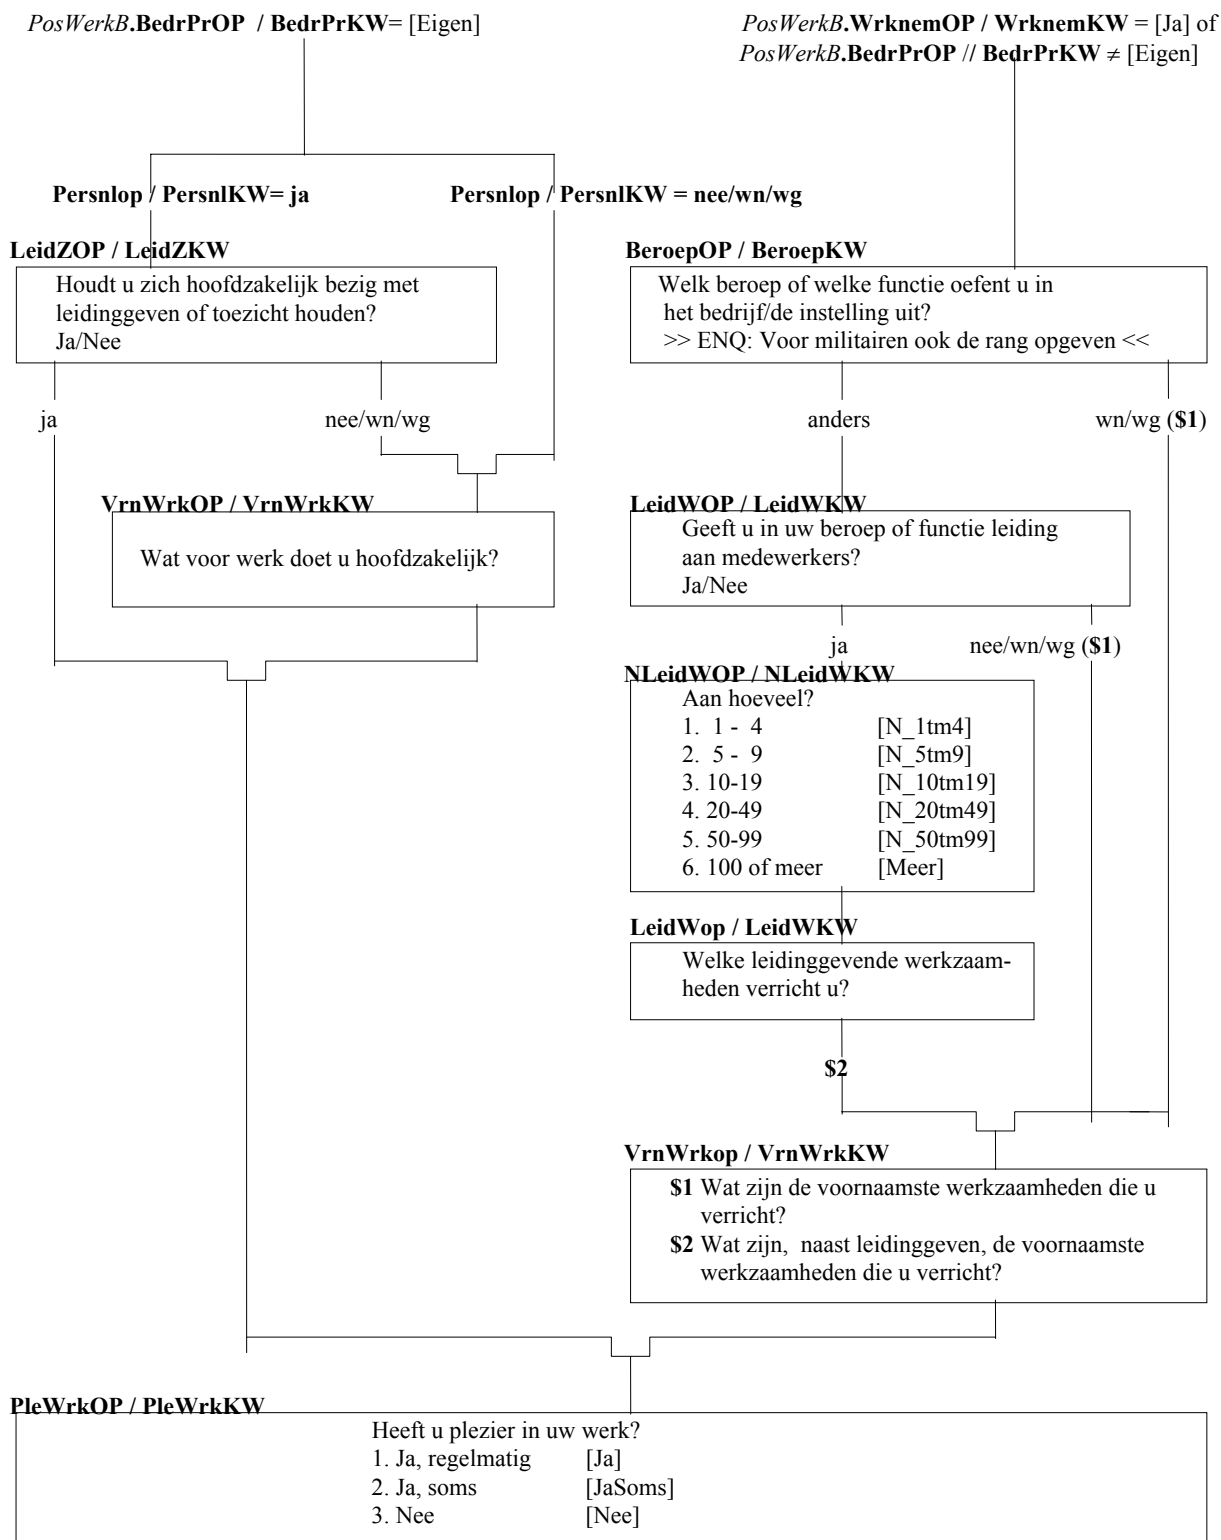 PosWerkB.BedrPrOP / BedrPrKW= [Eigen]
PosWerkB.WrknemOP / WrknemKW = [Ja] of
PosWerkB.BedrPrOP // BedrPrKW ≠ [Eigen]
Persnlop / PersnlKW= ja
Persnlop / PersnlKW = nee/wn/wg
LeidZOP / LeidZKW
Houdt u zich hoofdzakelijk bezig met
leidinggeven of toezicht houden?
Ja/Nee
ja
nee/wn/wg
VrnWrkOP / VrnWrkKW
Wat voor werk doet u hoofdzakelijk?
BeroepOP / BeroepKW
Welk beroep of welke functie oefent u in
het bedrijf/de instelling uit?
>> ENQ: Voor militairen ook de rang opgeven <<
anders
wn/wg ($1)
LeidWOP / LeidWKW
Geeft u in uw beroep of functie leiding
aan medewerkers?
Ja/Nee
ja
nee/wn/wg ($1)
NLeidWOP / NLeidWKW
Aan hoeveel?
1. 1 - 4 [N_1tm4]
2. 5 - 9 [N_5tm9]
3. 10-19 [N_10tm19]
4. 20-49 [N_20tm49]
5. 50-99 [N_50tm99]
6. 100 of meer [Meer]
LeidWop / LeidWKW
Welke leidinggevende werkzaam-
heden verricht u?
$2
VrnWrkop / VrnWrkKW
$1 Wat zijn de voornaamste werkzaamheden die u
verricht?
$2 Wat zijn, naast leidinggeven, de voornaamste
werkzaamheden die u verricht?
PleWrkOP / PleWrkKW
Heeft u plezier in uw werk?
1. Ja, regelmatig [Ja]
2. Ja, soms [JaSoms]
3. Nee [Nee]